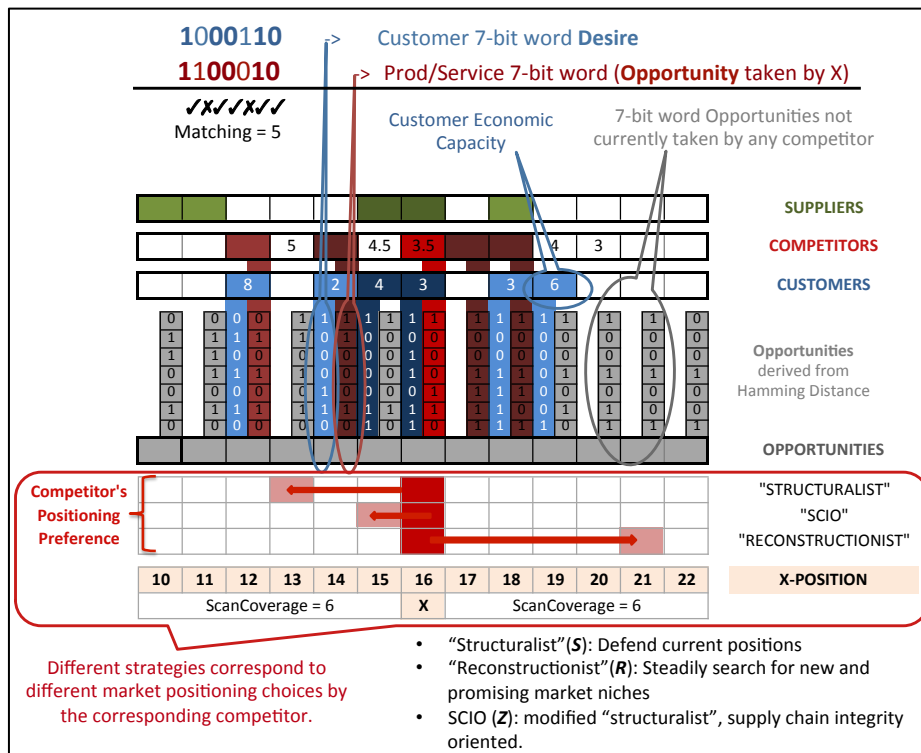 1000110 -> Customer 7-bit word Desire
1100010 -> Prod/Service 7-bit word (Opportunity taken by X)
✓✗✓✓✗✓✓
Matching = 5
Customer Economic
Capacity
7-bit word Opportunities not
currently taken by any competitor
SUPPLIERS
5 4.5 3.5 4 3
COMPETITORS
8 2 4 3 3 6
CUSTOMERS
Opportunities
derived from
Hamming Distance
OPPORTUNITIES
Competitor's
Positioning
Preference
"STRUCTURALIST"
"SCIO"
"RECONSTRUCTIONIST"
10 11 12 13 14 15 16 17 18 19 20 21 22 X-POSITION
ScanCoverage = 6 X ScanCoverage = 6
Different strategies correspond to
different market positioning choices by
the corresponding competitor.
• “Structuralist”(S): Defend current positions
• “Reconstructionist”(R): Steadily search for new and
promising market niches
• SCIO (Z): modified “structuralist”, supply chain integrity
oriented.